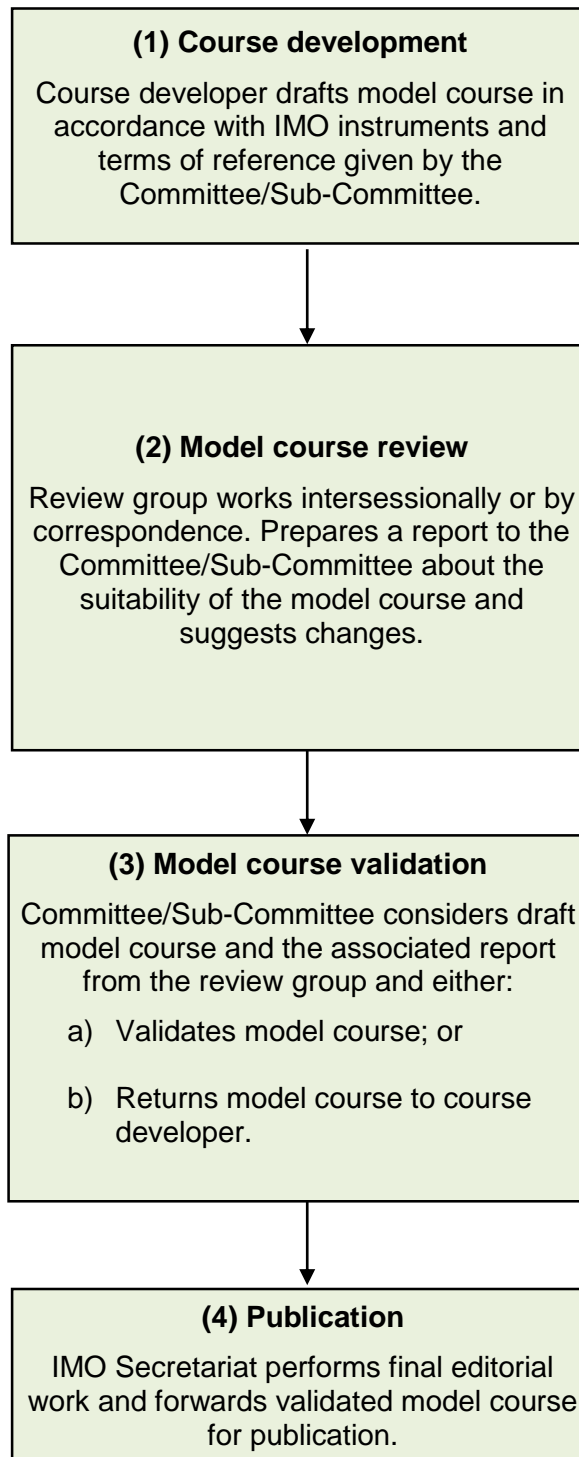 (1) Course development
Course developer drafts model course in
accordance with IMO instruments and
terms of reference given by the
Committee/Sub-Committee.
(2) Model course review
Review group works intersessionally or by
correspondence. Prepares a report to the
Committee/Sub-Committee about the
suitability of the model course and
suggests changes.
(3) Model course validation
Committee/Sub-Committee considers draft
model course and the associated report
from the review group and either:
a) Validates model course; or
b) Returns model course to course
developer.
(4) Publication
IMO Secretariat performs final editorial
work and forwards validated model course
for publication.